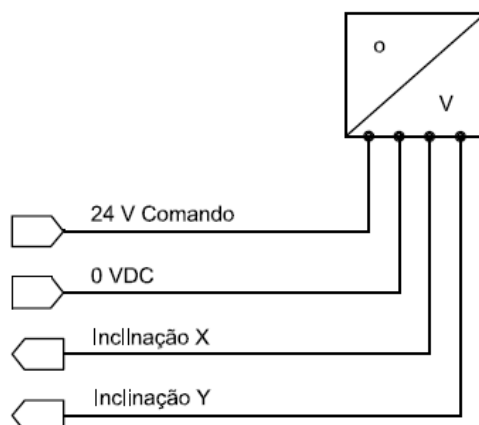 o
V
24 V Comando
0 VDC
Inclinação X
Inclinação Y